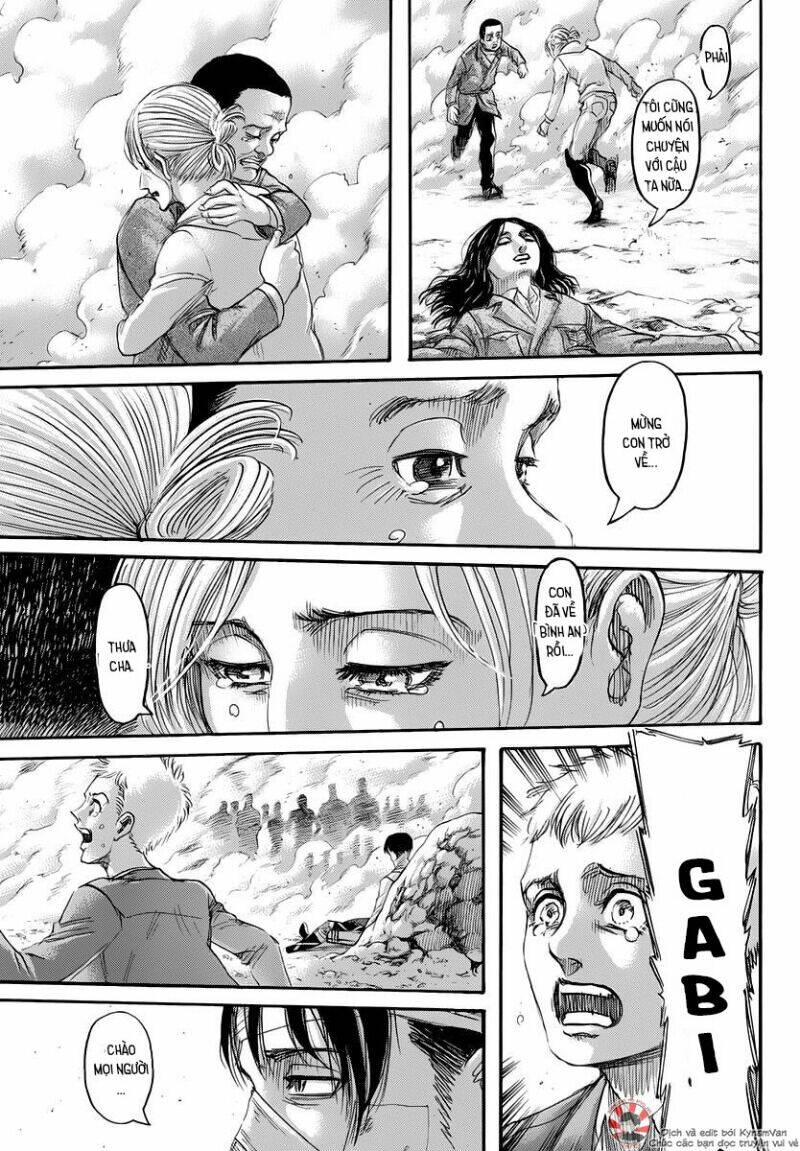 PHẢI
TÔI CŨNG
MUỐN NÓI
CHUYỆN
VỚI CẬU
TA NỮA...
MỪNG
CON TRỞ
VỀ...
CON
ĐÃ VỀ
BÌNH AN
RỒI...
THƯA
CHA.
GABI
CHÀO
MỌI NGƯỜI
...
Dịch và edit bởi KynsmVan
Chúc các bạn đọc truyện vui vẻ